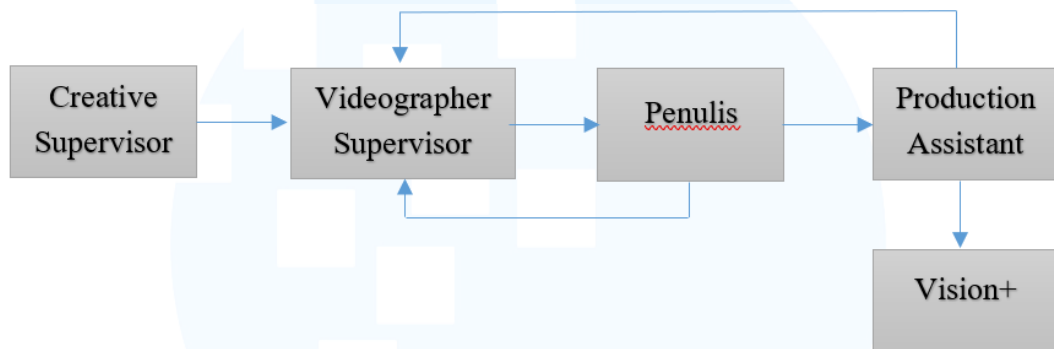 Creative
Supervisor
Videographer
Supervisor
Penulis
Production
Assistant
Vision+